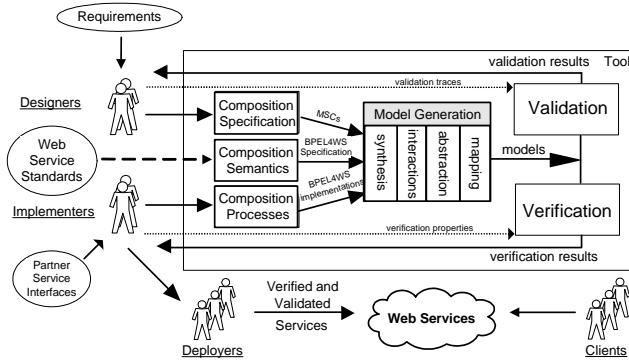 Requirements
validation results
Tool
validation traces
Designers
Composition
Specification
MSCs
Model Generation
Validation
Web
Service
Standards
Composition
Semantics
BPEL4WS
Specification
synthesis
interactions
abstraction
mapping
models
Implementers
Composition
Processes
BPEL4WS
implementations
Verification
verification properties
verification results
Partner
Service
Interfaces
Verified and
Validated
Services
Web Services
Deployers
Clients